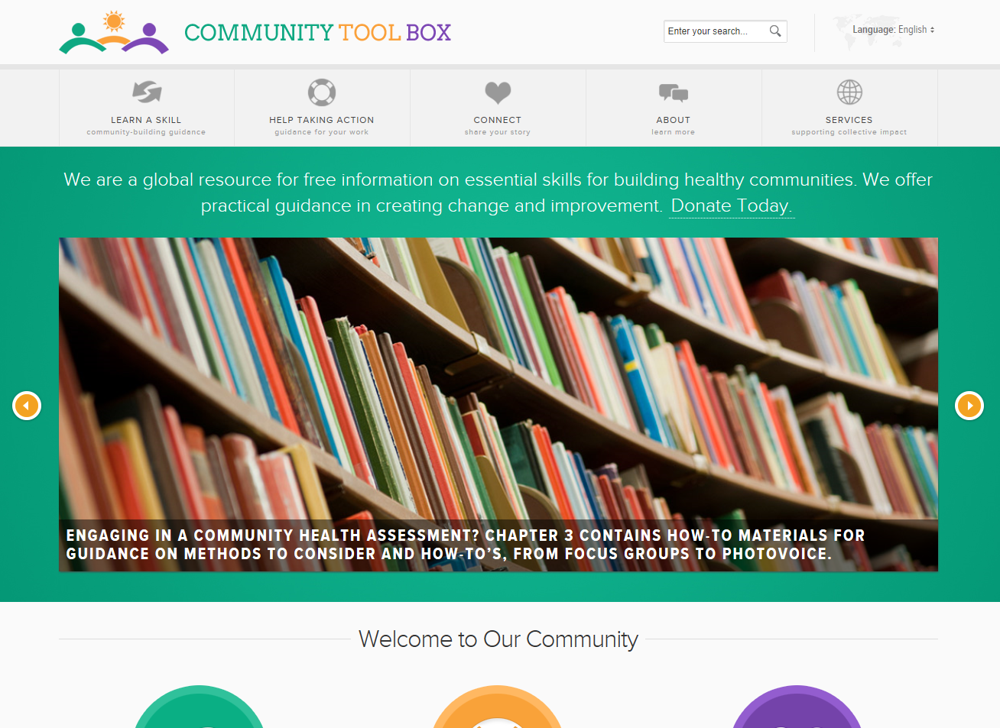 COMMUNITY TOOL BOX
Enter your search...
Language: English
LEARN A SKILL
community-building guidance
HELP TAKING ACTION
guidance for your work
CONNECT
share your story
ABOUT
learn more
SERVICES
supporting collective impact
We are a global resource for free information on essential skills for building healthy communities. We offer
practical guidance in creating change and improvement. Donate Today.
ENGAGING IN A COMMUNITY HEALTH ASSESSMENT? CHAPTER 3 CONTAINS HOW-TO MATERIALS FOR
GUIDANCE ON METHODS TO CONSIDER AND HOW-TO'S, FROM FOCUS GROUPS TO PHOTOVOICE.
Welcome to Our Community